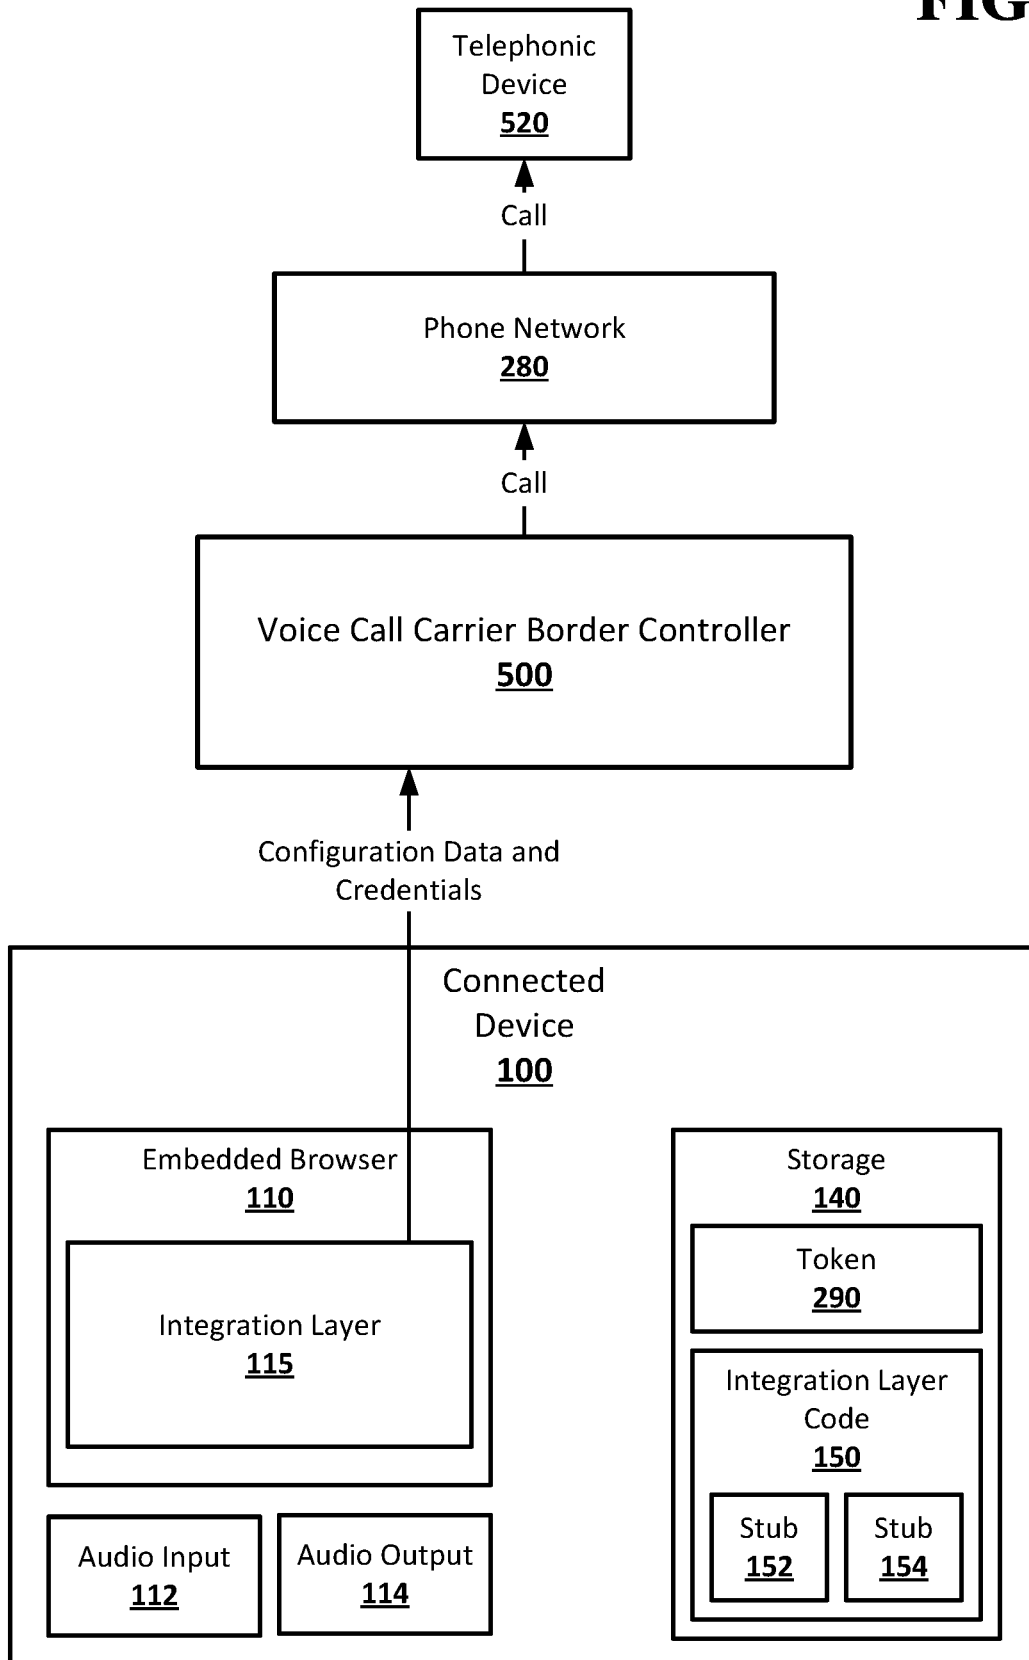 FIG
Telephonic
Device
520
Call
Phone Network
280
Call
Voice Call Carrier Border Controller
500
Configuration Data and
Credentials
Connected
Device
100
Embedded Browser
110
Integration Layer
115
Audio Input
112
Audio Output
114
Storage
140
Token
290
Integration Layer
Code
150
Stub
152
Stub
154